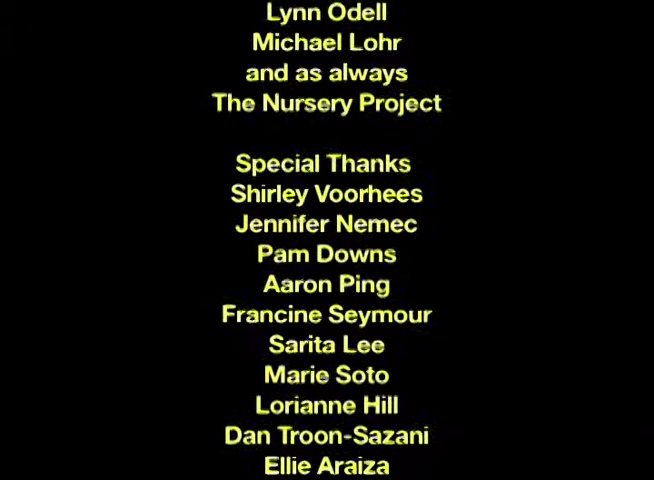 Lynn Odell
Michael Lohr
and as always
The Nursery Project
Special Thanks
Shirley Voorhees
Jennifer Nemec
Pam Downs
Aaron Ping
Francine Seymour
Sarita Lee
Marie Soto
Lorianne Hill
Dan Troon-Sazani
Ellie Araiza